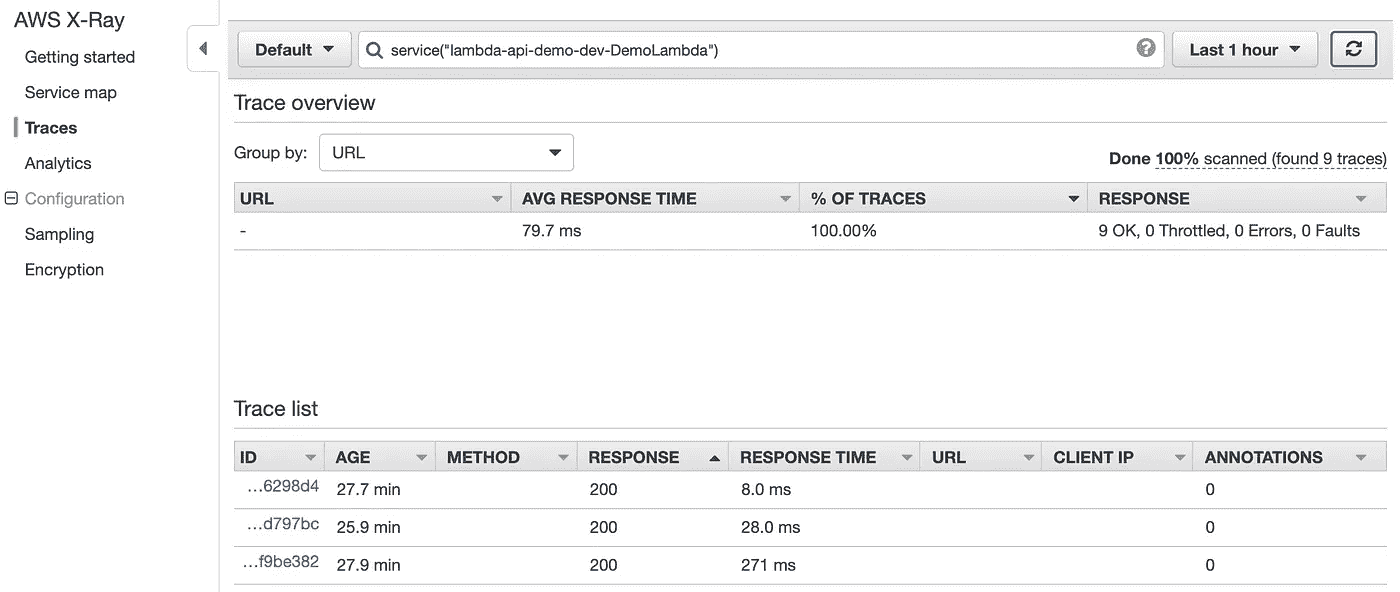 AWS X-Ray
Getting started
Service map
Traces
Analytics
Configuration
Sampling
Encryption
Default service("lambda-api-demo-dev-DemoLambda") ? Last 1 hour
Trace overview
Group by: URL
Done 100% scanned (found 9 traces)
URL AVG RESPONSE TIME % OF TRACES RESPONSE
- 79.7 ms 100.00% 9 OK, 0 Throttled, 0 Errors, 0 Faults
Trace list
ID AGE METHOD RESPONSE RESPONSE TIME URL CLIENT IP ANNOTATIONS
...6298d4 27.7 min 200 8.0 ms 0
...d797bc 25.9 min 200 28.0 ms 0
...f9be382 27.9 min 200 271 ms 0